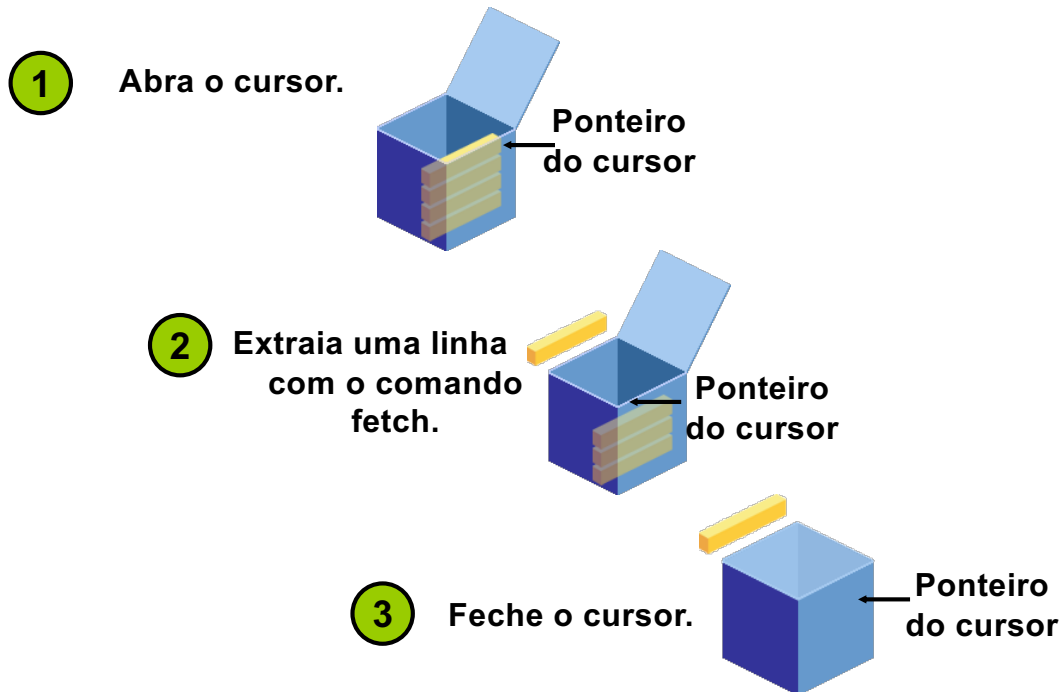 1
Abra o cursor.
Ponteiro
do cursor
2
Extraia uma linha
com o comando
fetch.
Ponteiro
do cursor
3
Feche o cursor.
Ponteiro
do cursor